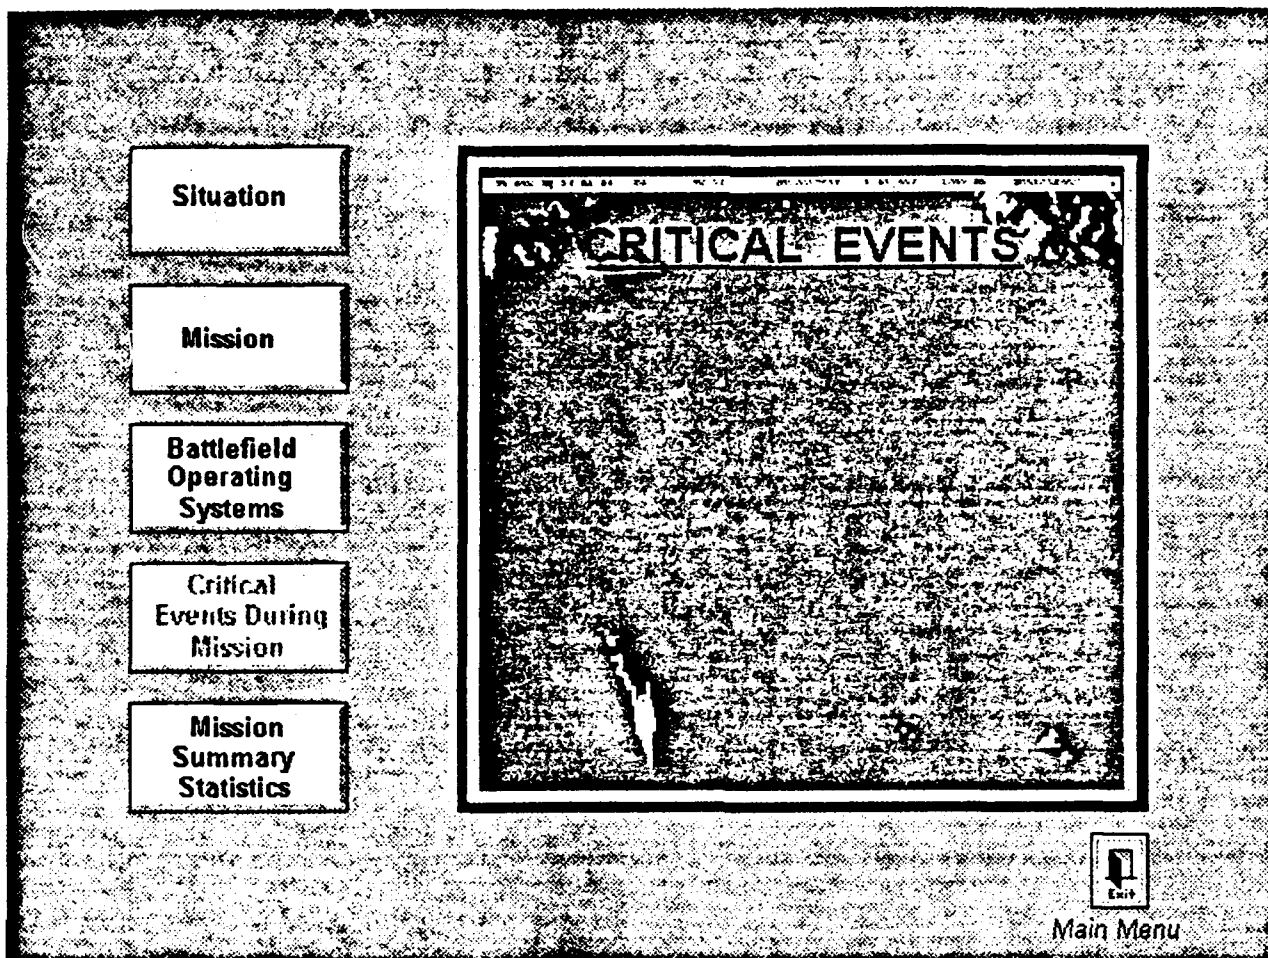 Situation
Mission
Battlefield
Operating
Systems
Critical
Events During
Mission
Mission
Summary
Statistics
CRITICAL EVENTS
Exit
Main Menu